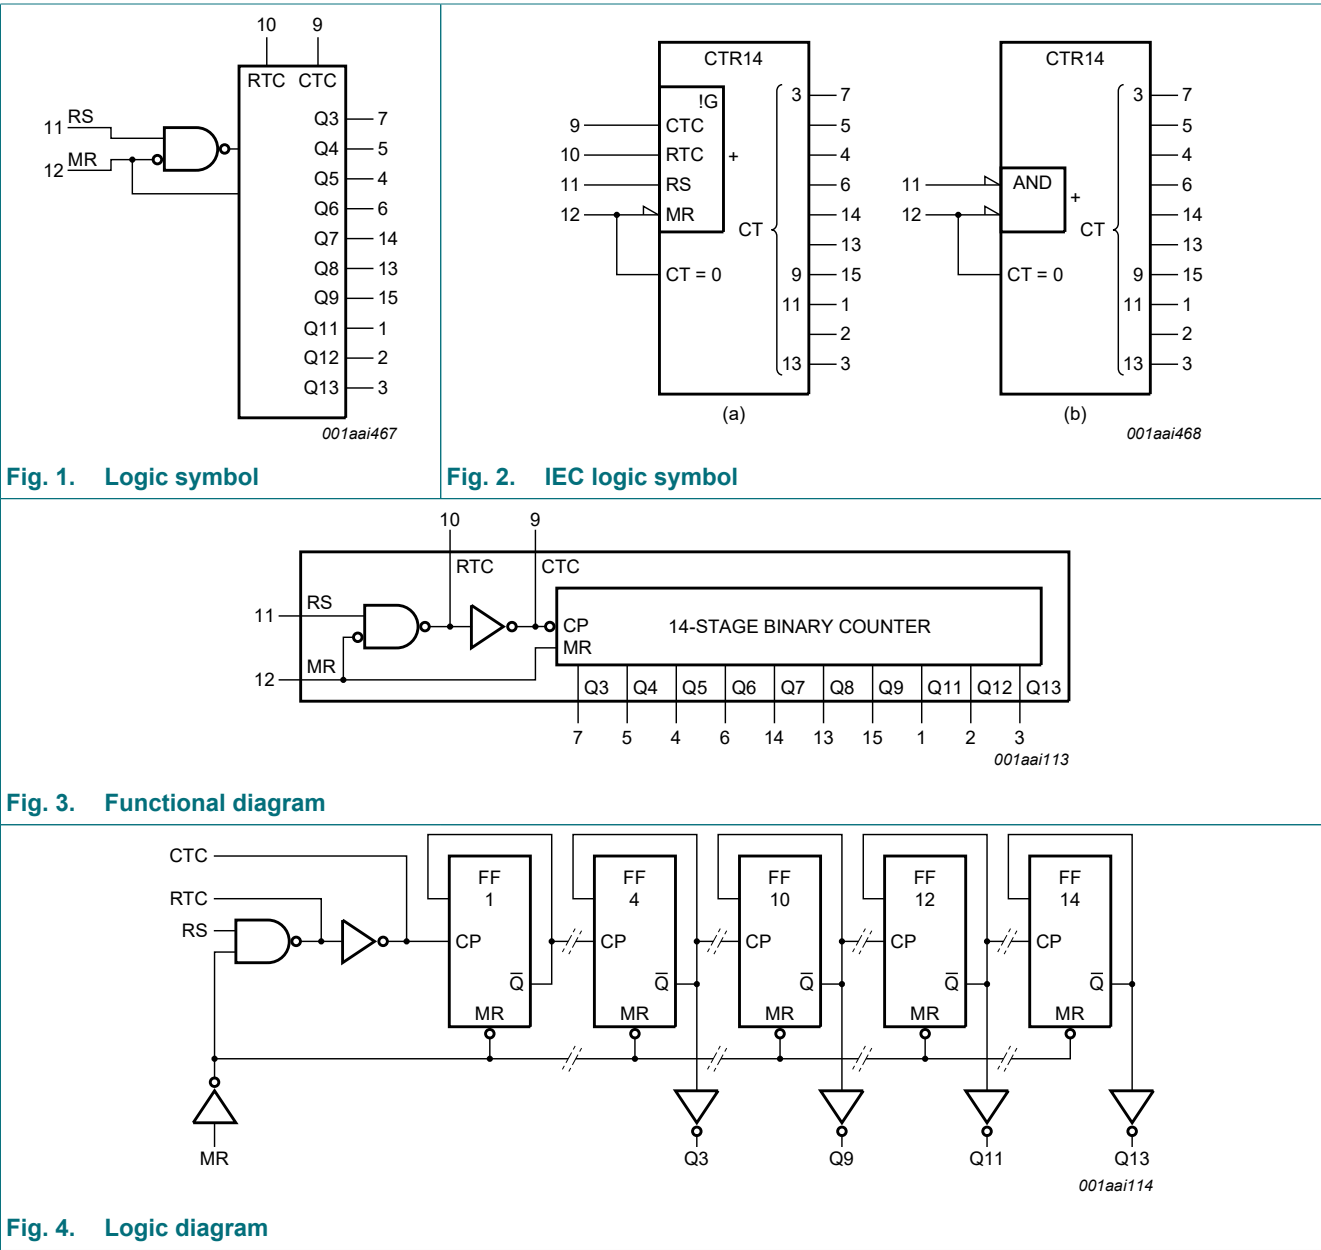 10 9
RTC CTC
11 RS
12 MR
Q3 7
Q4 5
Q5 4
Q6 6
Q7 14
Q8 13
Q9 15
Q11 1
Q12 2
Q13 3
001aai467
Fig. 1. Logic symbol
CTR14
!G
9 CTC
10 RTC +
11 RS
12 MR
CT = 0
CT
3 7
5
4
6
14
13
9 15
11 1
2
13 3
(a)
CTR14
11 AND
12 +
CT = 0
CT
3 7
5
4
6
14
13
9 15
11 1
2
13 3
(b)
001aai468
Fig. 2. IEC logic symbol
10 9
RTC CTC
11 RS
12 MR
CP
MR
14-STAGE BINARY COUNTER
Q3 Q4 Q5 Q6 Q7 Q8 Q9 Q11 Q12 Q13
7 5 4 6 14 13 15 1 2 3
001aai113
Fig. 3. Functional diagram
CTC
RTC
RS
FF FF FF FF FF
1 4 10 12 14
CP CP CP CP CP
Q̅ Q̅ Q̅ Q̅ Q̅
MR MR MR MR MR
MR Q3 Q9 Q11 Q13
001aai114
Fig. 4. Logic diagram